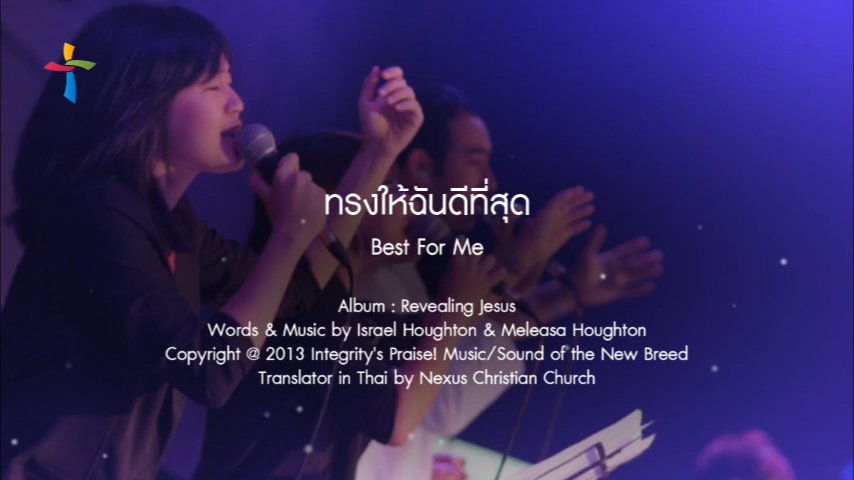 ทรงให้ฉันดีที่สุด
Best For Me
Album : Revealing Jesus
Words & Music by Israel Houghton & Meleasa Houghton
Copyright @ 2013 Integrity's Praise! Music/Sound of the New Breed
Translator in Thai by Nexus Christian Church